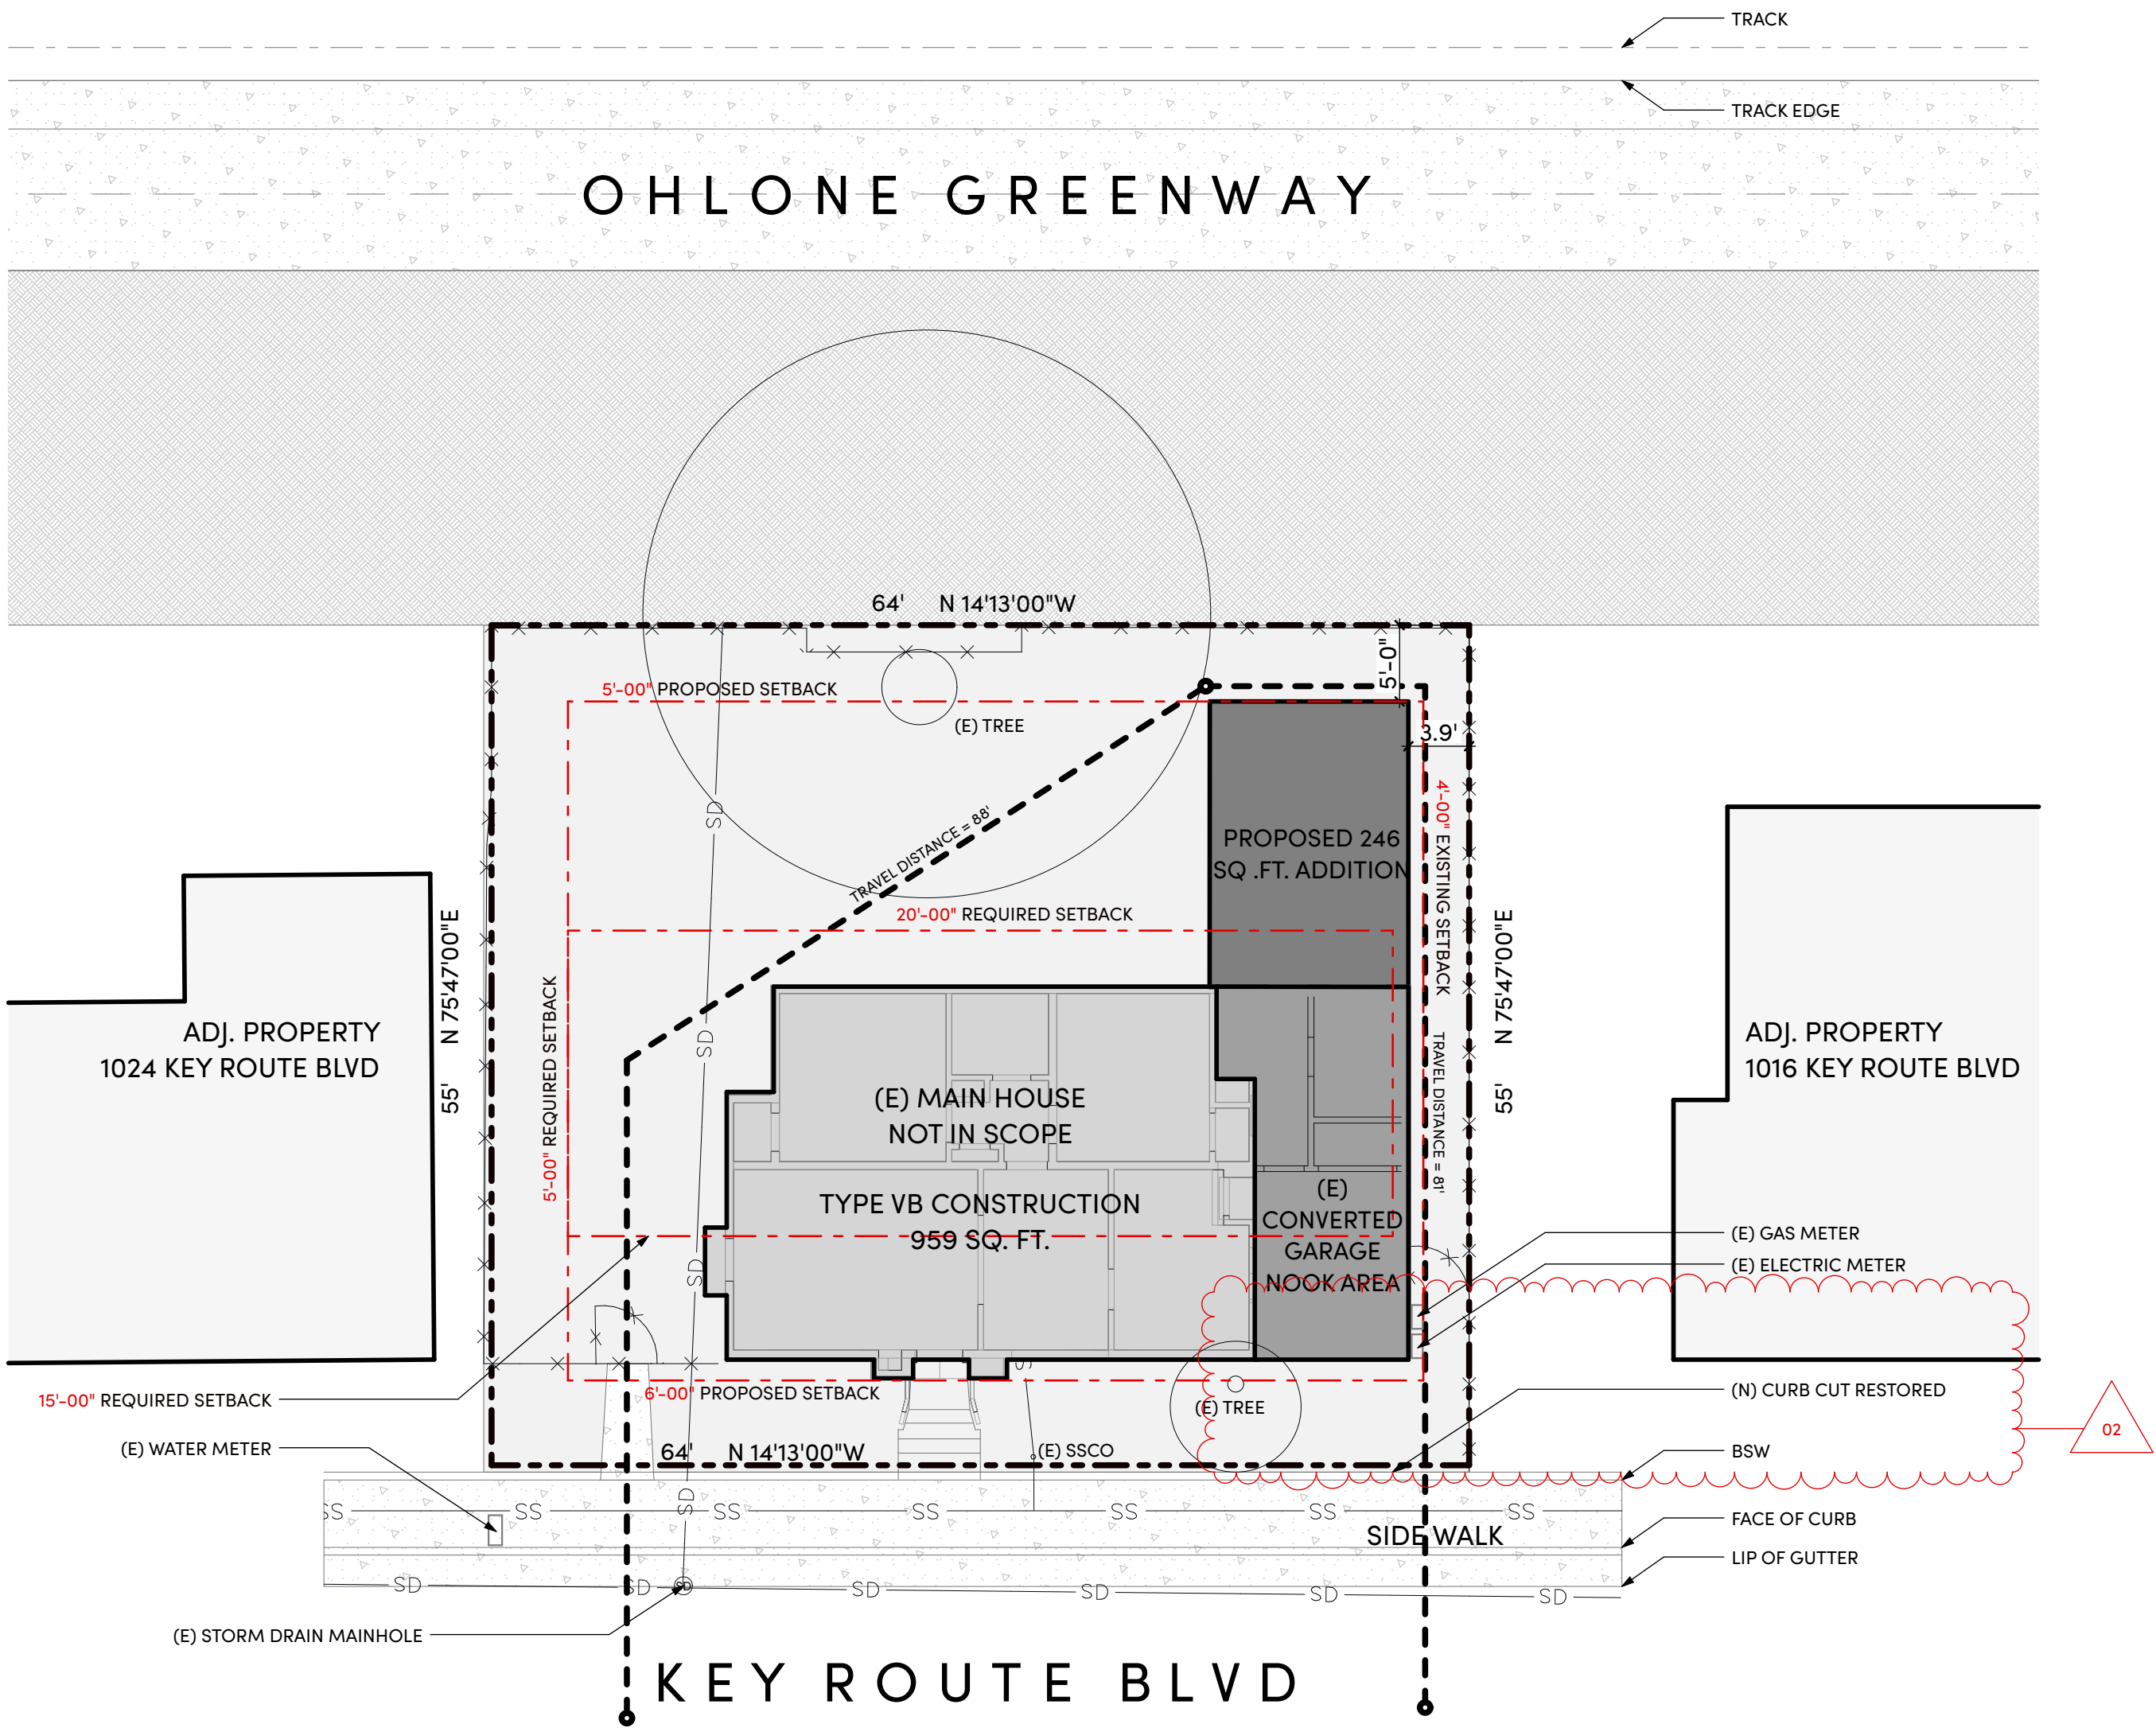 TRACK
TRACK EDGE
OHLONE GREENWAY
64' N 14'13'00"W
5'-0"
5'-00" PROPOSED SETBACK
(E) TREE
3.9'
4'-00" EXISTING SETBACK
SD
TRAVEL DISTANCE = 88'
PROPOSED 246
SQ .FT. ADDITION
20'-00" REQUIRED SETBACK
N 75'47'00"E
55'
N 75'47'00"E
55'
ADJ. PROPERTY
1024 KEY ROUTE BLVD
ADJ. PROPERTY
1016 KEY ROUTE BLVD
5'-00" REQUIRED SETBACK
SD
TRAVEL DISTANCE = 81'
(E) MAIN HOUSE
NOT IN SCOPE
TYPE VB CONSTRUCTION
959 SQ. FT.
(E)
CONVERTED
GARAGE
NOOK AREA
SD
(E) GAS METER
(E) ELECTRIC METER
15'-00" REQUIRED SETBACK
6'-00" PROPOSED SETBACK
S
(E) TREE
(N) CURB CUT RESTORED
02
(E) WATER METER
64' N 14'13'00"W
(E) SSCO
BSW
SD
SS SS SS SS SS SS SS
SIDE WALK
FACE OF CURB
LIP OF GUTTER
SD SD SD SD SD SD
(E) STORM DRAIN MAINHOLE
KEY ROUTE BLVD